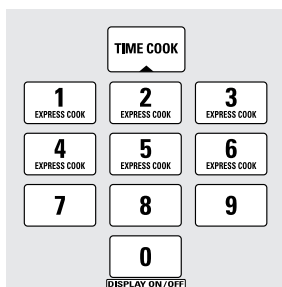 TIME COOK
1 2 3
EXPRESS COOK EXPRESS COOK EXPRESS COOK
4 5 6
EXPRESS COOK EXPRESS COOK EXPRESS COOK
7 8 9
0
DISPLAY ON/OFF